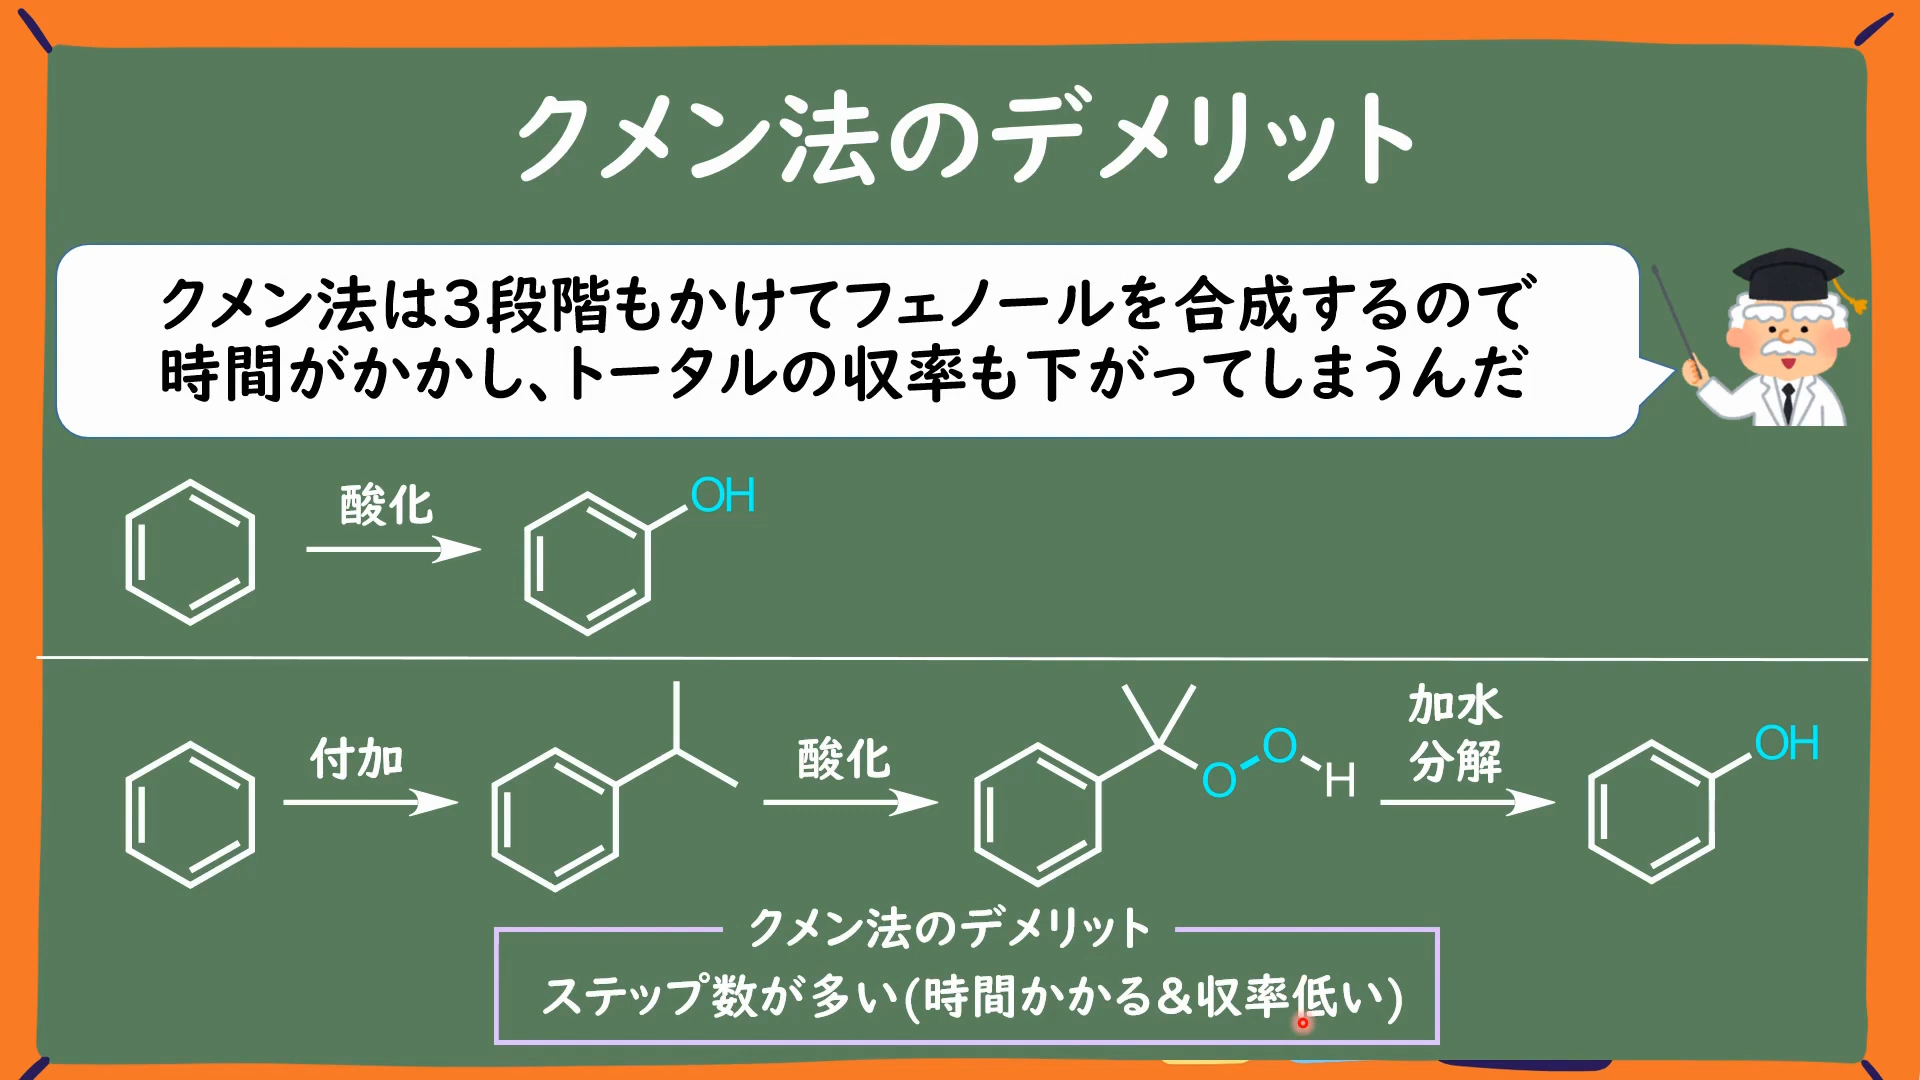 クメン法のデメリット
クメン法は3段階もかけてフェノールを合成するので
時間がかかし、トータルの収率も下がってしまうんだ
酸化
OH
付加
酸化
O
O
H
加水
分解
OH
クメン法のデメリット
ステップ数が多い(時間かかる&収率低い)